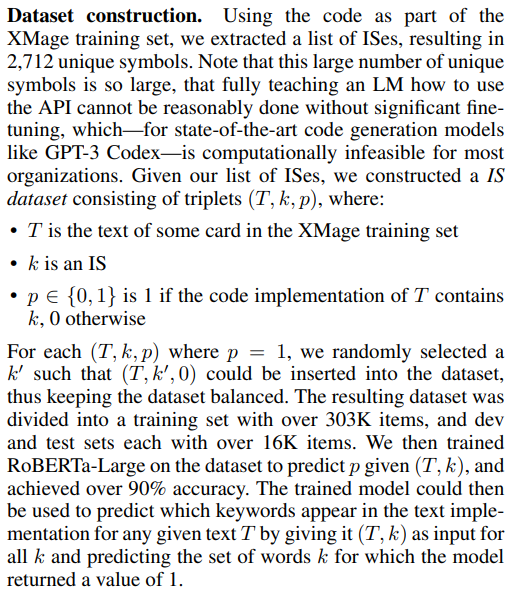 Dataset construction. Using the code as part of the
XMage training set, we extracted a list of ISes, resulting in
2,712 unique symbols. Note that this large number of unique
symbols is so large, that fully teaching an LM how to use
the API cannot be reasonably done without significant fine-
tuning, which—for state-of-the-art code generation models
like GPT-3 Codex—is computationally infeasible for most
organizations. Given our list of ISes, we constructed a IS
dataset consisting of triplets (T, k, p), where:
• T is the text of some card in the XMage training set
• k is an IS
• p ∈ {0, 1} is 1 if the code implementation of T contains
k, 0 otherwise
For each (T, k, p) where p = 1, we randomly selected a
k′ such that (T, k′, 0) could be inserted into the dataset,
thus keeping the dataset balanced. The resulting dataset was
divided into a training set with over 303K items, and dev
and test sets each with over 16K items. We then trained
RoBERTa-Large on the dataset to predict p given (T, k), and
achieved over 90% accuracy. The trained model could then
be used to predict which keywords appear in the text imple-
mentation for any given text T by giving it (T, k) as input for
all k and predicting the set of words k for which the model
returned a value of 1.